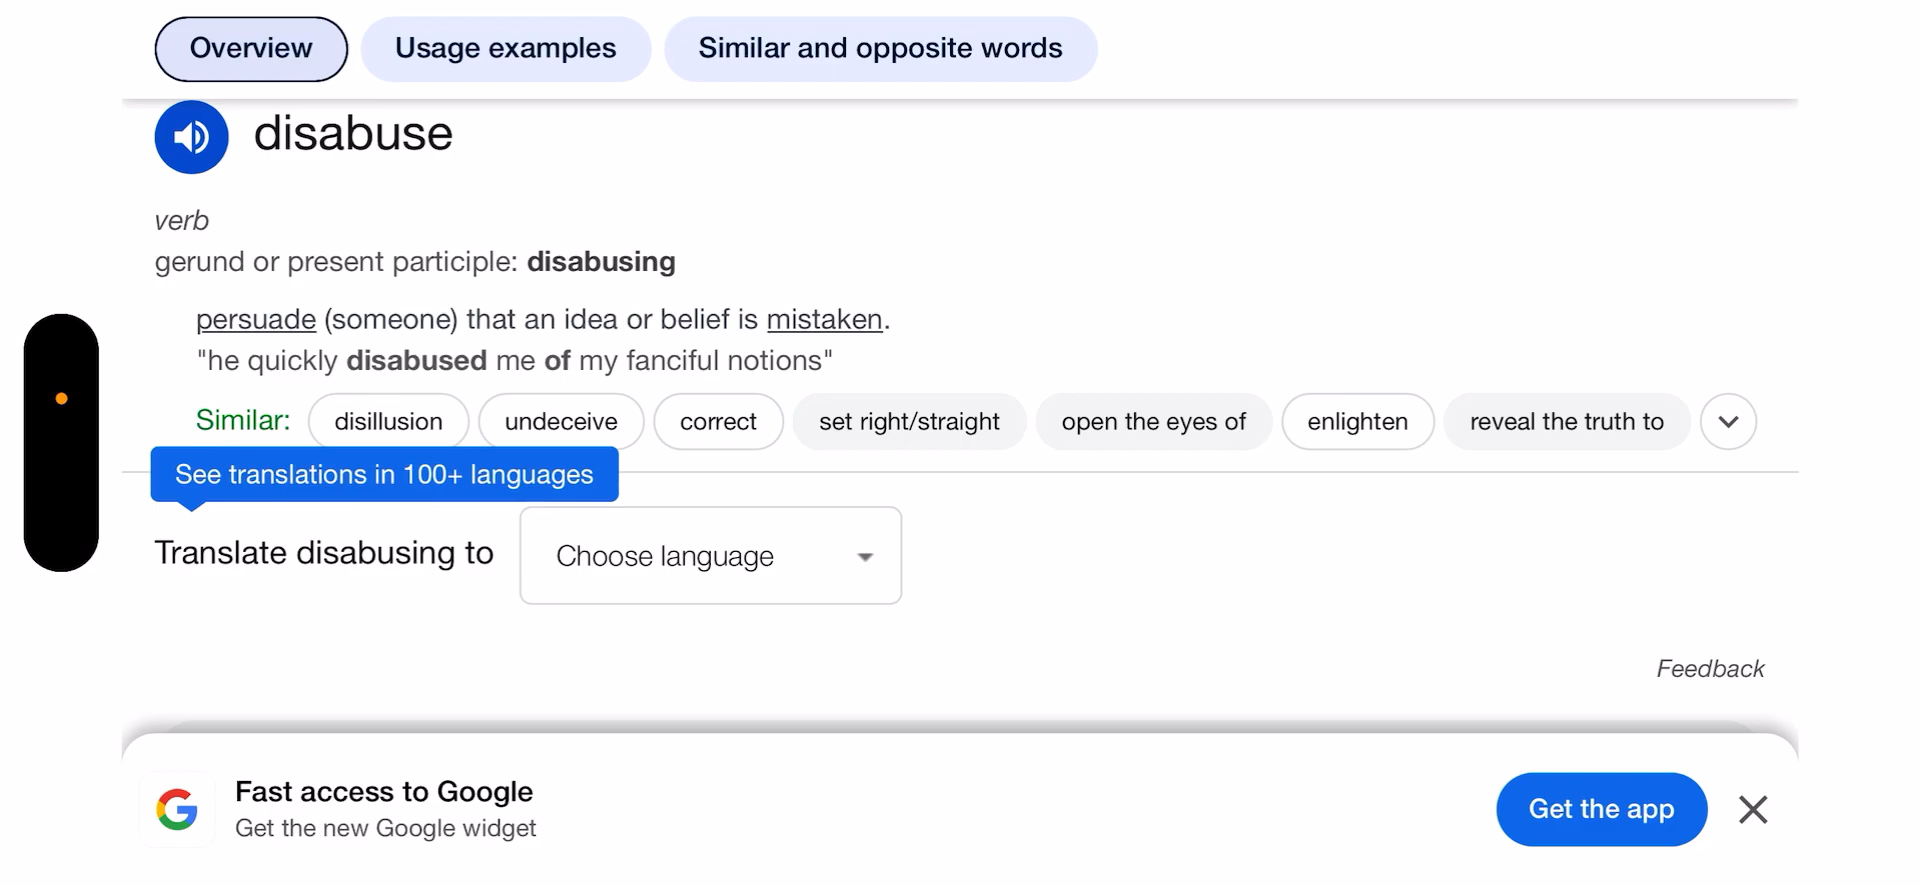 Overview Usage examples Similar and opposite words
disabuse
verb
gerund or present participle: disabusing
persuade (someone) that an idea or belief is mistaken.
"he quickly disabused me of my fanciful notions"
Similar: disillusion undeceive correct set right/straight open the eyes of enlighten reveal the truth to
See translations in 100+ languages
Translate disabusing to Choose language
Feedback
Fast access to Google
Get the new Google widget
Get the app